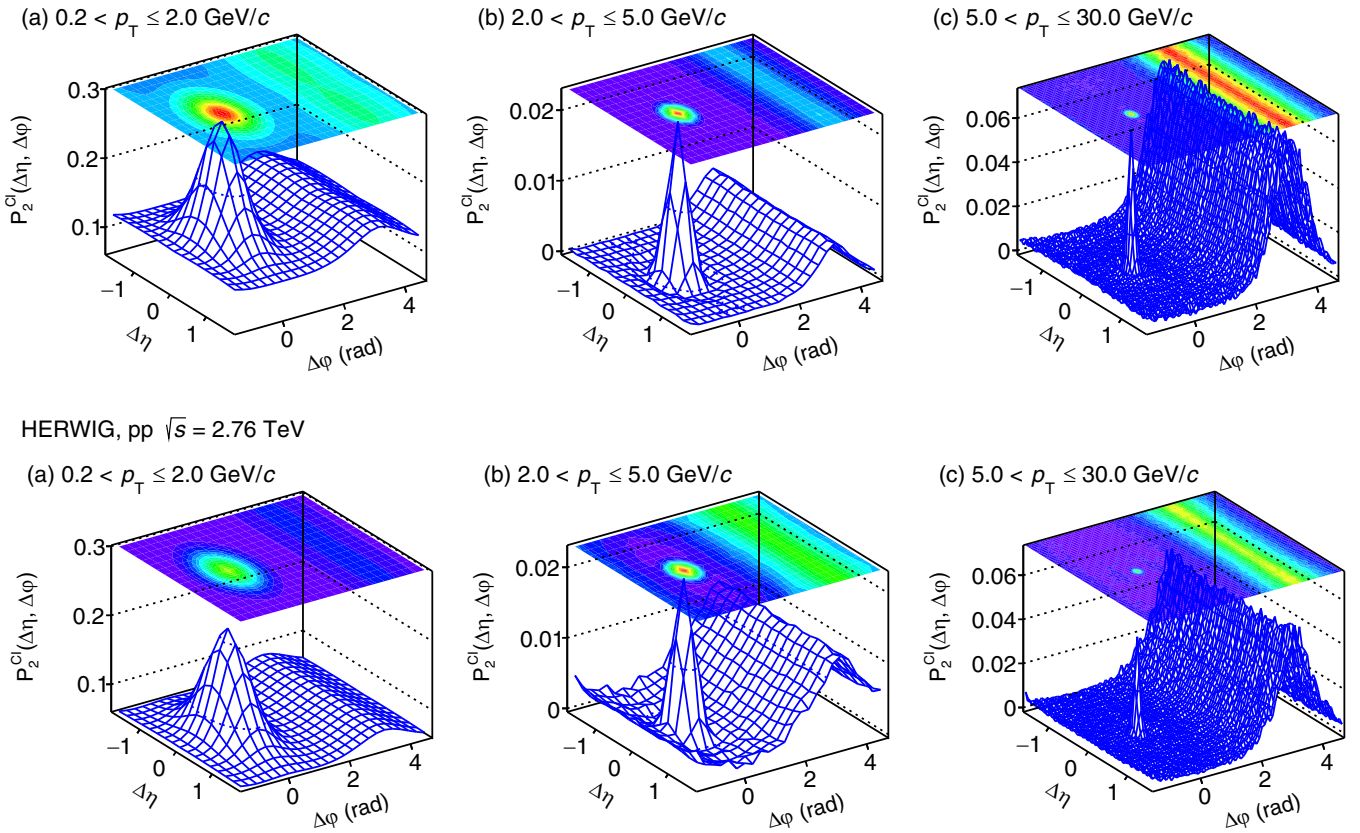 (a) 0.2 < p_T ≤ 2.0 GeV/c
(b) 2.0 < p_T ≤ 5.0 GeV/c
(c) 5.0 < p_T ≤ 30.0 GeV/c
P_2^CI(Δη, Δφ)
0.3
0.2
0.1
−1
0
1
Δη
0
2
4
Δφ (rad)
P_2^CI(Δη, Δφ)
0.02
0.01
0
−1
0
1
Δη
0
2
4
Δφ (rad)
P_2^CI(Δη, Δφ)
0.06
0.04
0.02
0
−1
0
1
Δη
0
2
4
Δφ (rad)
HERWIG, pp √s = 2.76 TeV
(a) 0.2 < p_T ≤ 2.0 GeV/c
(b) 2.0 < p_T ≤ 5.0 GeV/c
(c) 5.0 < p_T ≤ 30.0 GeV/c
P_2^CI(Δη, Δφ)
0.3
0.2
0.1
−1
0
1
Δη
0
2
4
Δφ (rad)
P_2^CI(Δη, Δφ)
0.02
0.01
0
−1
0
1
Δη
0
2
4
Δφ (rad)
P_2^CI(Δη, Δφ)
0.06
0.04
0.02
0
−1
0
1
Δη
0
2
4
Δφ (rad)